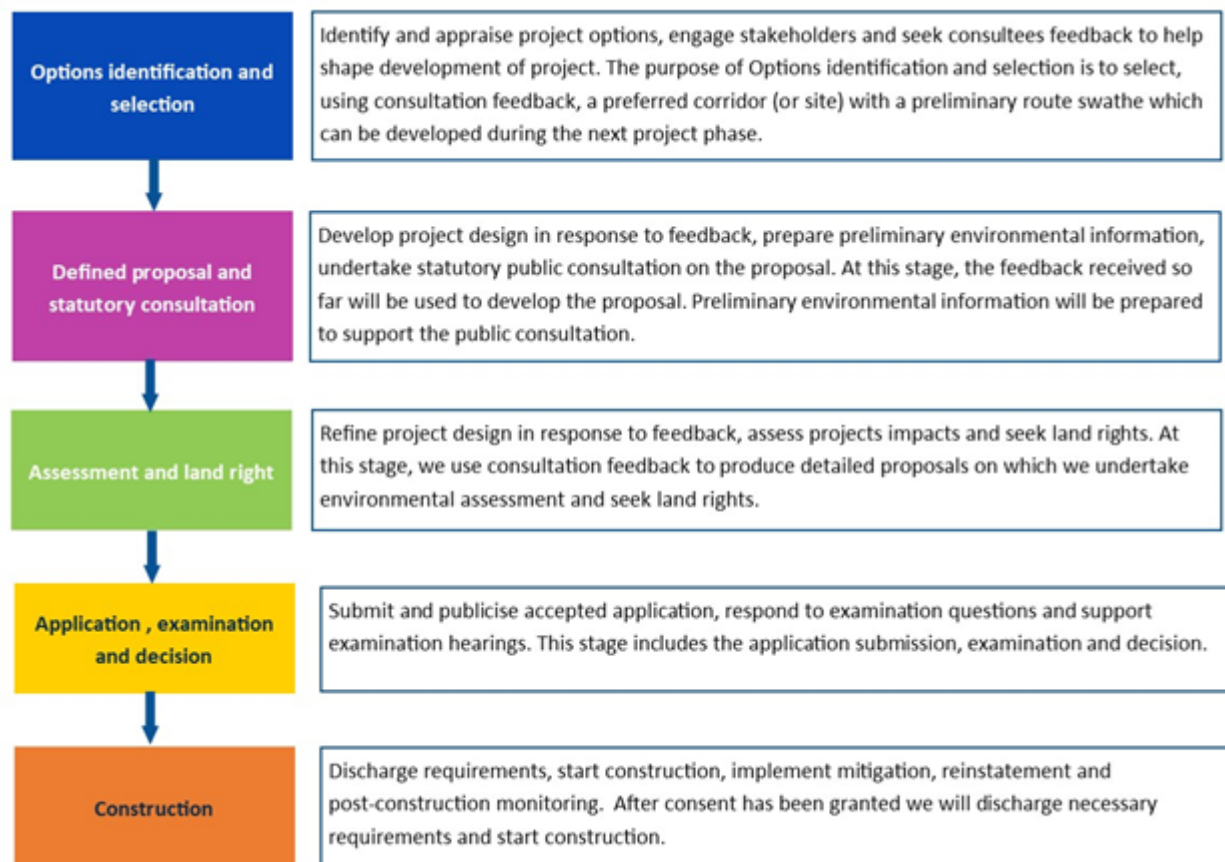 Options identification and
selection
Identify and appraise project options, engage stakeholders and seek consultees feedback to help
shape development of project. The purpose of Options identification and selection is to select,
using consultation feedback, a preferred corridor (or site) with a preliminary route swathe which
can be developed during the next project phase.
Defined proposal and
statutory consultation
Develop project design in response to feedback, prepare preliminary environmental information,
undertake statutory public consultation on the proposal. At this stage, the feedback received so
far will be used to develop the proposal. Preliminary environmental information will be prepared
to support the public consultation.
Assessment and land right
Refine project design in response to feedback, assess projects impacts and seek land rights. At
this stage, we use consultation feedback to produce detailed proposals on which we undertake
environmental assessment and seek land rights.
Application , examination
and decision
Submit and publicise accepted application, respond to examination questions and support
examination hearings. This stage includes the application submission, examination and decision.
Construction
Discharge requirements, start construction, implement mitigation, reinstatement and
post-construction monitoring. After consent has been granted we will discharge necessary
requirements and start construction.